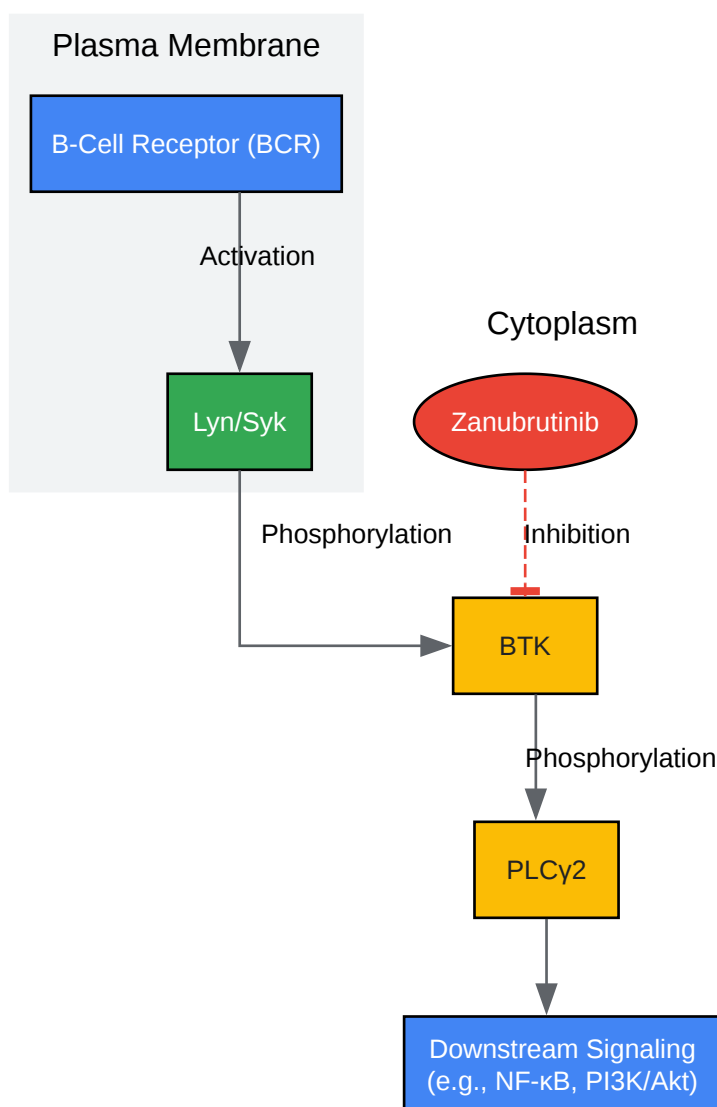 Plasma Membrane
B-Cell Receptor (BCR)
Activation
Cytoplasm
Lyn/Syk
Zanubrutinib
Phosphorylation
Inhibition
BTK
Phosphorylation
PLCγ2
Downstream Signaling
(e.g., NF-κB, PI3K/Akt)